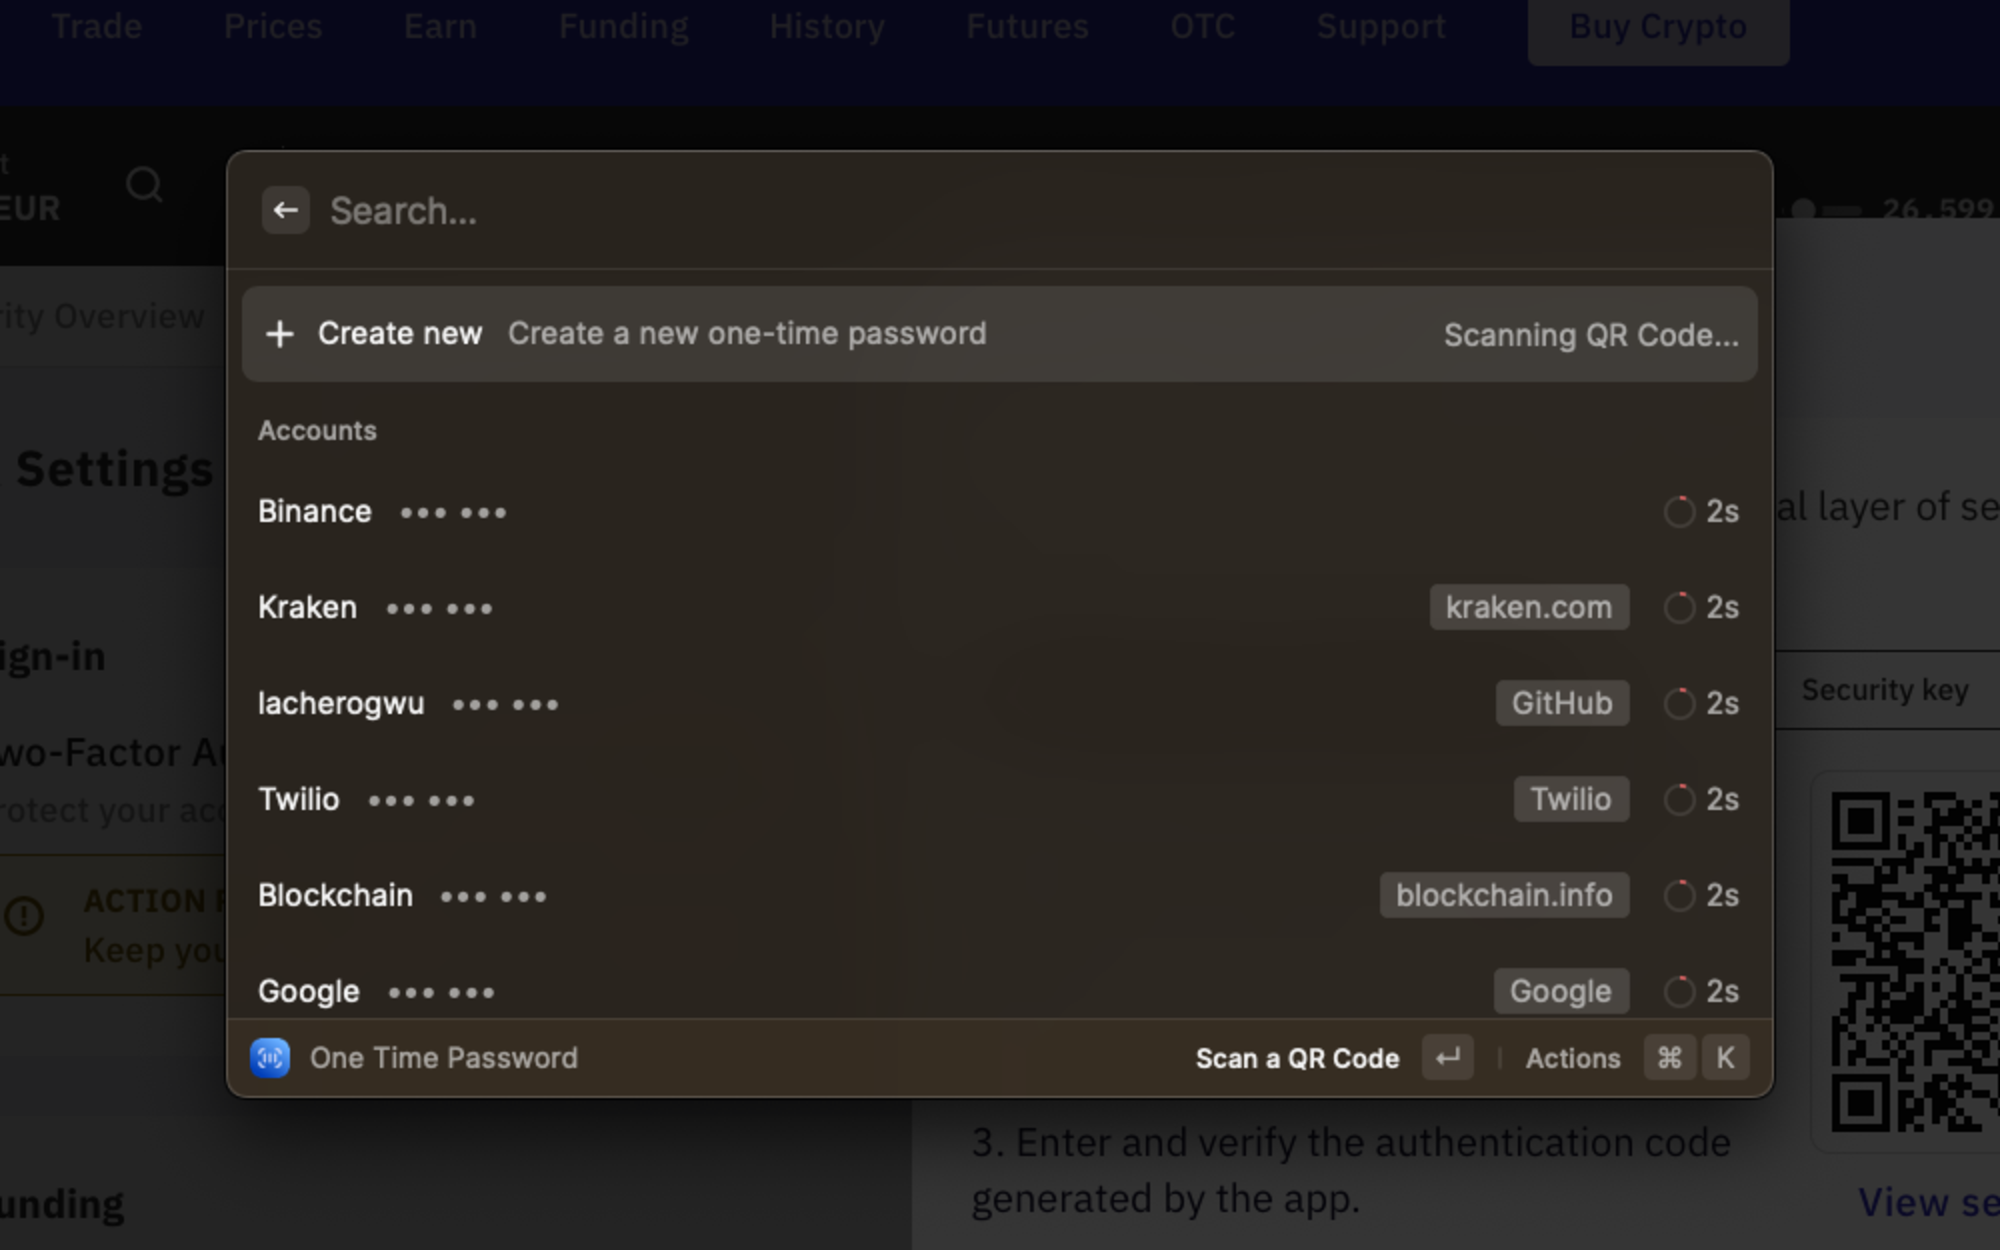 Trade Prices Earn Funding History Futures OTC Support Buy Crypto
EUR
26,599
Search...
Create new Create a new one-time password Scanning QR Code...
Overview
Accounts
Settings
Binance ••• ••• 2s
al layer of se
Kraken ••• ••• kraken.com 2s
ign-in
Security key
lacherogwu ••• ••• GitHub 2s
wo-Factor Au
Twilio ••• ••• Twilio 2s
rotect your acc
Blockchain ••• ••• blockchain.info 2s
ACTION
Keep you
Google ••• ••• Google 2s
One Time Password Scan a QR Code ↵ Actions ⌘ K
3. Enter and verify the authentication code
generated by the app.
unding
View se